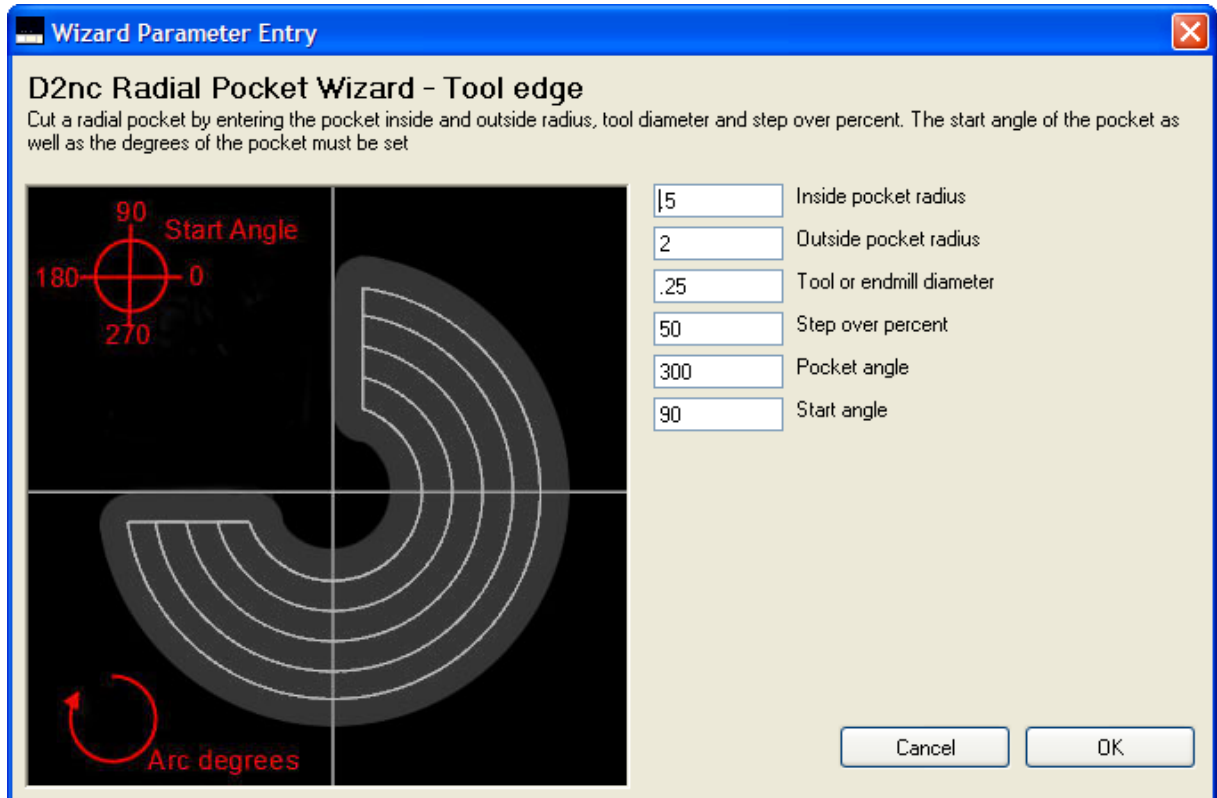 Wizard Parameter Entry
D2nc Radial Pocket Wizard - Tool edge
Cut a radial pocket by entering the pocket inside and outside radius, tool diameter and step over percent. The start angle of the pocket as
well as the degrees of the pocket must be set
90
Start Angle
180
0
270
Arc degrees
.5 Inside pocket radius
2 Outside pocket radius
.25 Tool or endmill diameter
50 Step over percent
300 Pocket angle
90 Start angle
Cancel OK